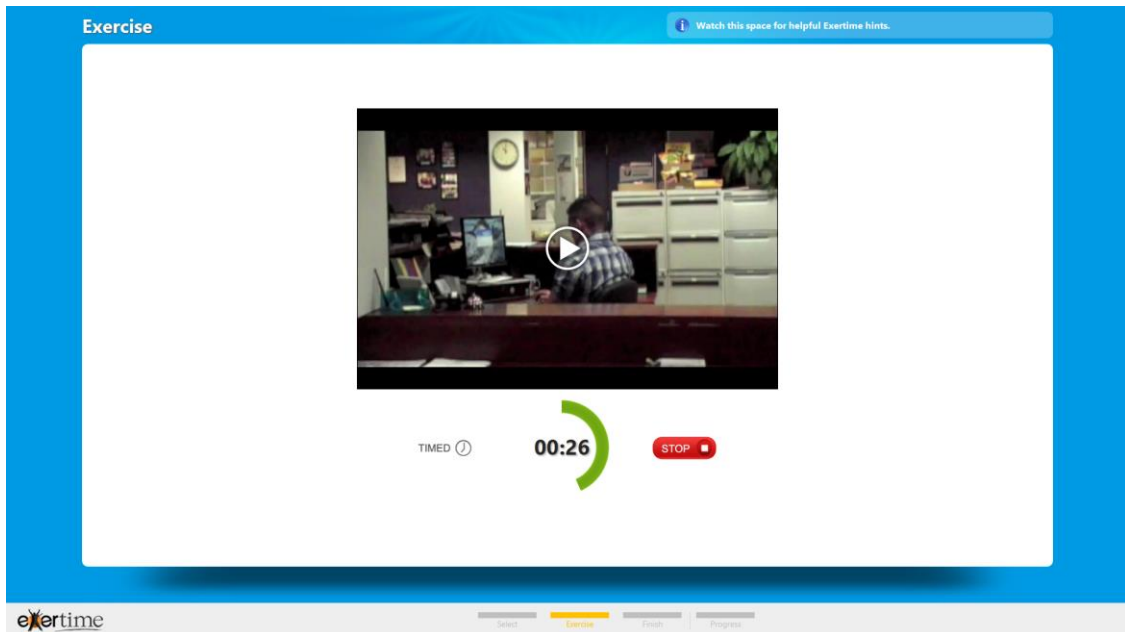 Exercise
Watch this space for helpful Exertime hints.
TIMED
00:26
STOP
exertime
Select
Exercise
Finish
Progress